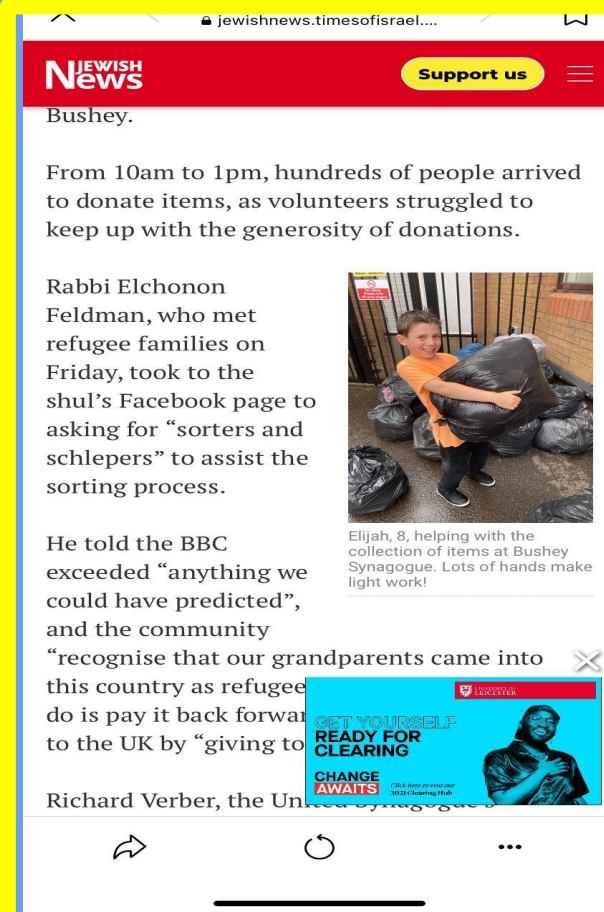 jewishnews.timesofisrael....
JEWISH
News
Support us
Bushey.
From 10am to 1pm, hundreds of people arrived
to donate items, as volunteers struggled to
keep up with the generosity of donations.
Rabbi Elchonon
Feldman, who met
refugee families on
Friday, took to the
shul’s Facebook page to
asking for “sorters and
schlepers” to assist the
sorting process.
Elijah, 8, helping with the
collection of items at Bushey
Synagogue. Lots of hands make
light work!
He told the BBC
exceeded “anything we
could have predicted”,
and the community
“recognise that our grandparents came into
this country as refugee
do is pay it back forwar
to the UK by “giving to
UNIVERSITY OF
LEICESTER
GET YOURSELF
READY FOR
CLEARING
CHANGE
AWAITS
Click here to visit our
2021 Clearing Hub
Richard Verber, the United Synagogue’s